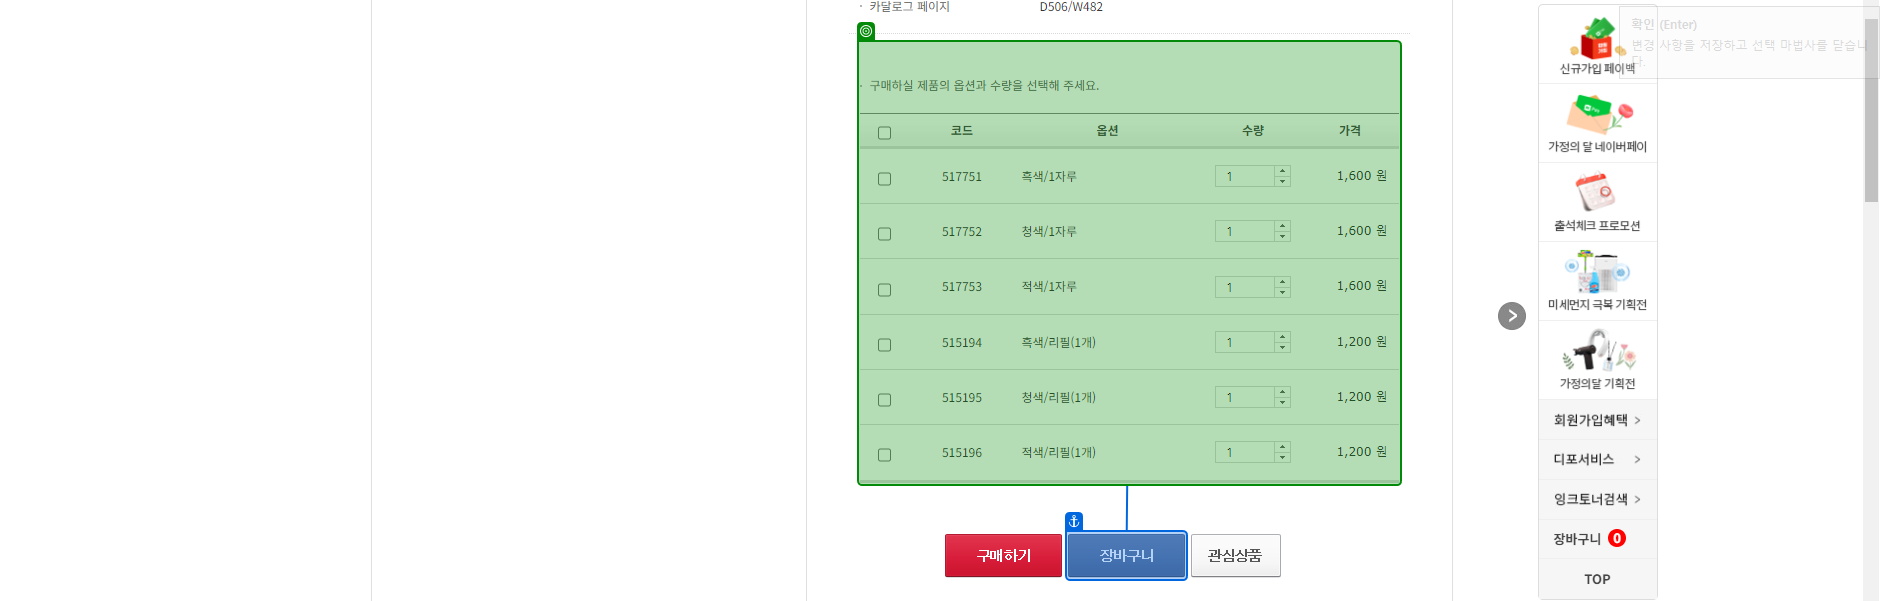 · 카달로그 페이지 D506/W482
· 구매하실 제품의 옵션과 수량을 선택해 주세요.
코드 옵션 수량 가격
517751 흑색/1자루 1 1,600 원
517752 청색/1자루 1 1,600 원
517753 적색/1자루 1 1,600 원
515194 흑색/리필(1개) 1 1,200 원
515195 청색/리필(1개) 1 1,200 원
515196 적색/리필(1개) 1 1,200 원
구매하기 장바구니 관심상품
확인 (Enter)
변경 사항을 저장하고 선택 마법사를 닫습니
다.
신규가입 페이백
가정의 달 네이버페이
출석체크 프로모션
미세먼지 극복 기획전
가정의달 기획전
회원가입혜택 >
디포서비스 >
잉크토너검색 >
장바구니 0
TOP